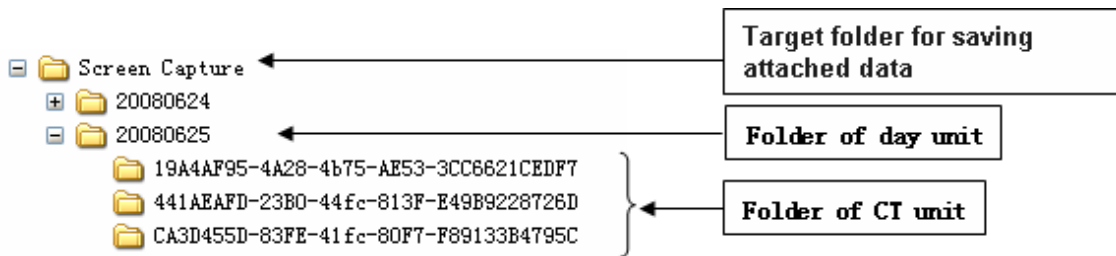 Target folder for saving
attached data
Screen Capture
20080624
20080625
Folder of day unit
19A4AF95-4A28-4b75-AE53-3CC6621CEDF7
441AEAFD-23B0-44fc-813F-E49B9228726D
Folder of CT unit
CA3D455D-83FE-41fc-80F7-F89133B4795C